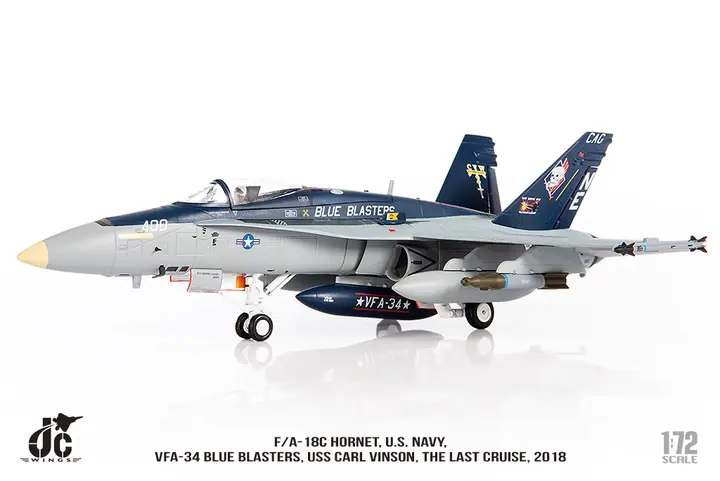 CAG
NE
400
BLUE BLASTERS
★VFA-34★
JC
WINGS
F/A-18C HORNET, U.S. NAVY,
VFA-34 BLUE BLASTERS, USS CARL VINSON, THE LAST CRUISE, 2018
1:72
SCALE